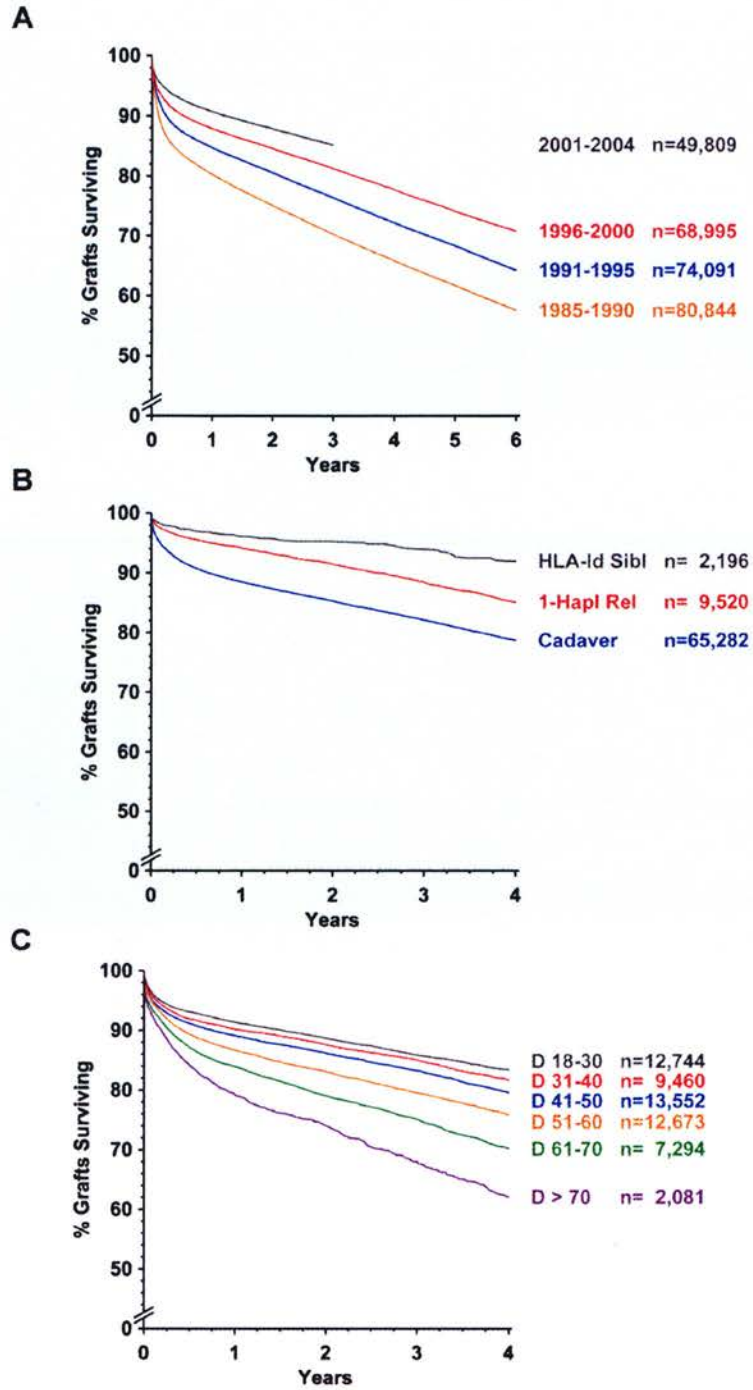 A
100
90
80
70
60
50
0
% Grafts Surviving
0 1 2 3 4 5 6
Years
2001-2004 n=49,809
1996-2000 n=68,995
1991-1995 n=74,091
1985-1990 n=80,844
B
100
90
80
70
60
50
0
% Grafts Surviving
0 1 2 3 4
Years
HLA-Id Sibl n= 2,196
1-Hapl Rel n= 9,520
Cadaver n=65,282
C
100
90
80
70
60
50
0
% Grafts Surviving
0 1 2 3 4
Years
D 18-30 n=12,744
D 31-40 n= 9,460
D 41-50 n=13,552
D 51-60 n=12,673
D 61-70 n= 7,294
D > 70 n= 2,081